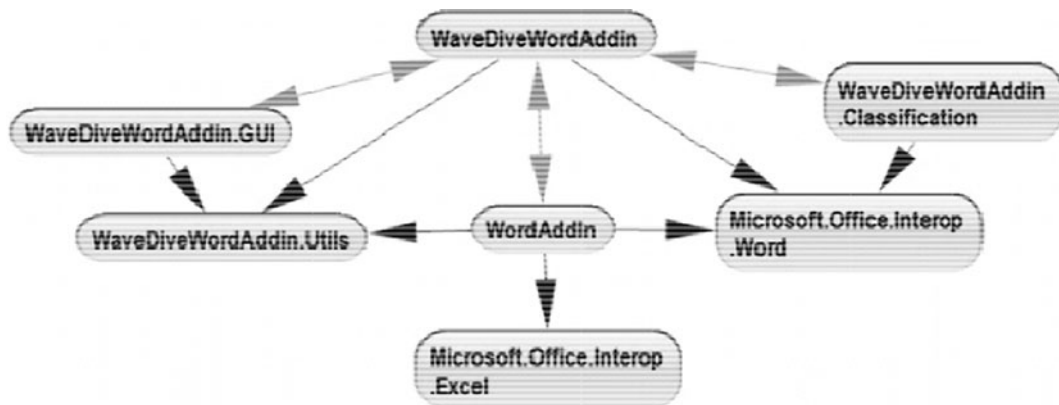 WaveDiveWordAddin
WaveDiveWordAddin
.Classification
WaveDiveWordAddin.GUI
WaveDiveWordAddin.Utils
WordAddIn
Microsoft.Office.Interop
.Word
Microsoft.Office.Interop
.Excel